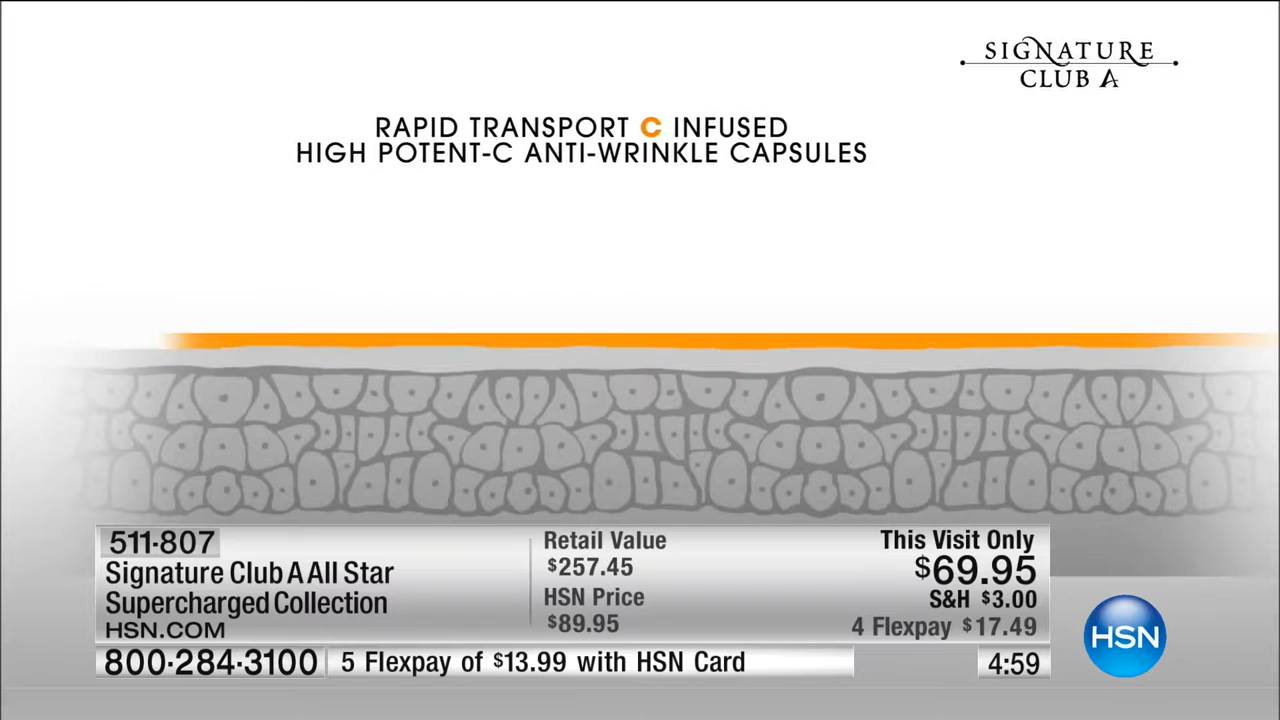 SIGNATURE
CLUB A
RAPID TRANSPORT C INFUSED
HIGH POTENT-C ANTI-WRINKLE CAPSULES
511-807
Signature Club A All Star
Supercharged Collection
HSN.COM
Retail Value
$257.45
HSN Price
$89.95
This Visit Only
$69.95
S&H $3.00
4 Flexpay $17.49
HSN
800-284-3100
5 Flexpay of $13.99 with HSN Card
4:59